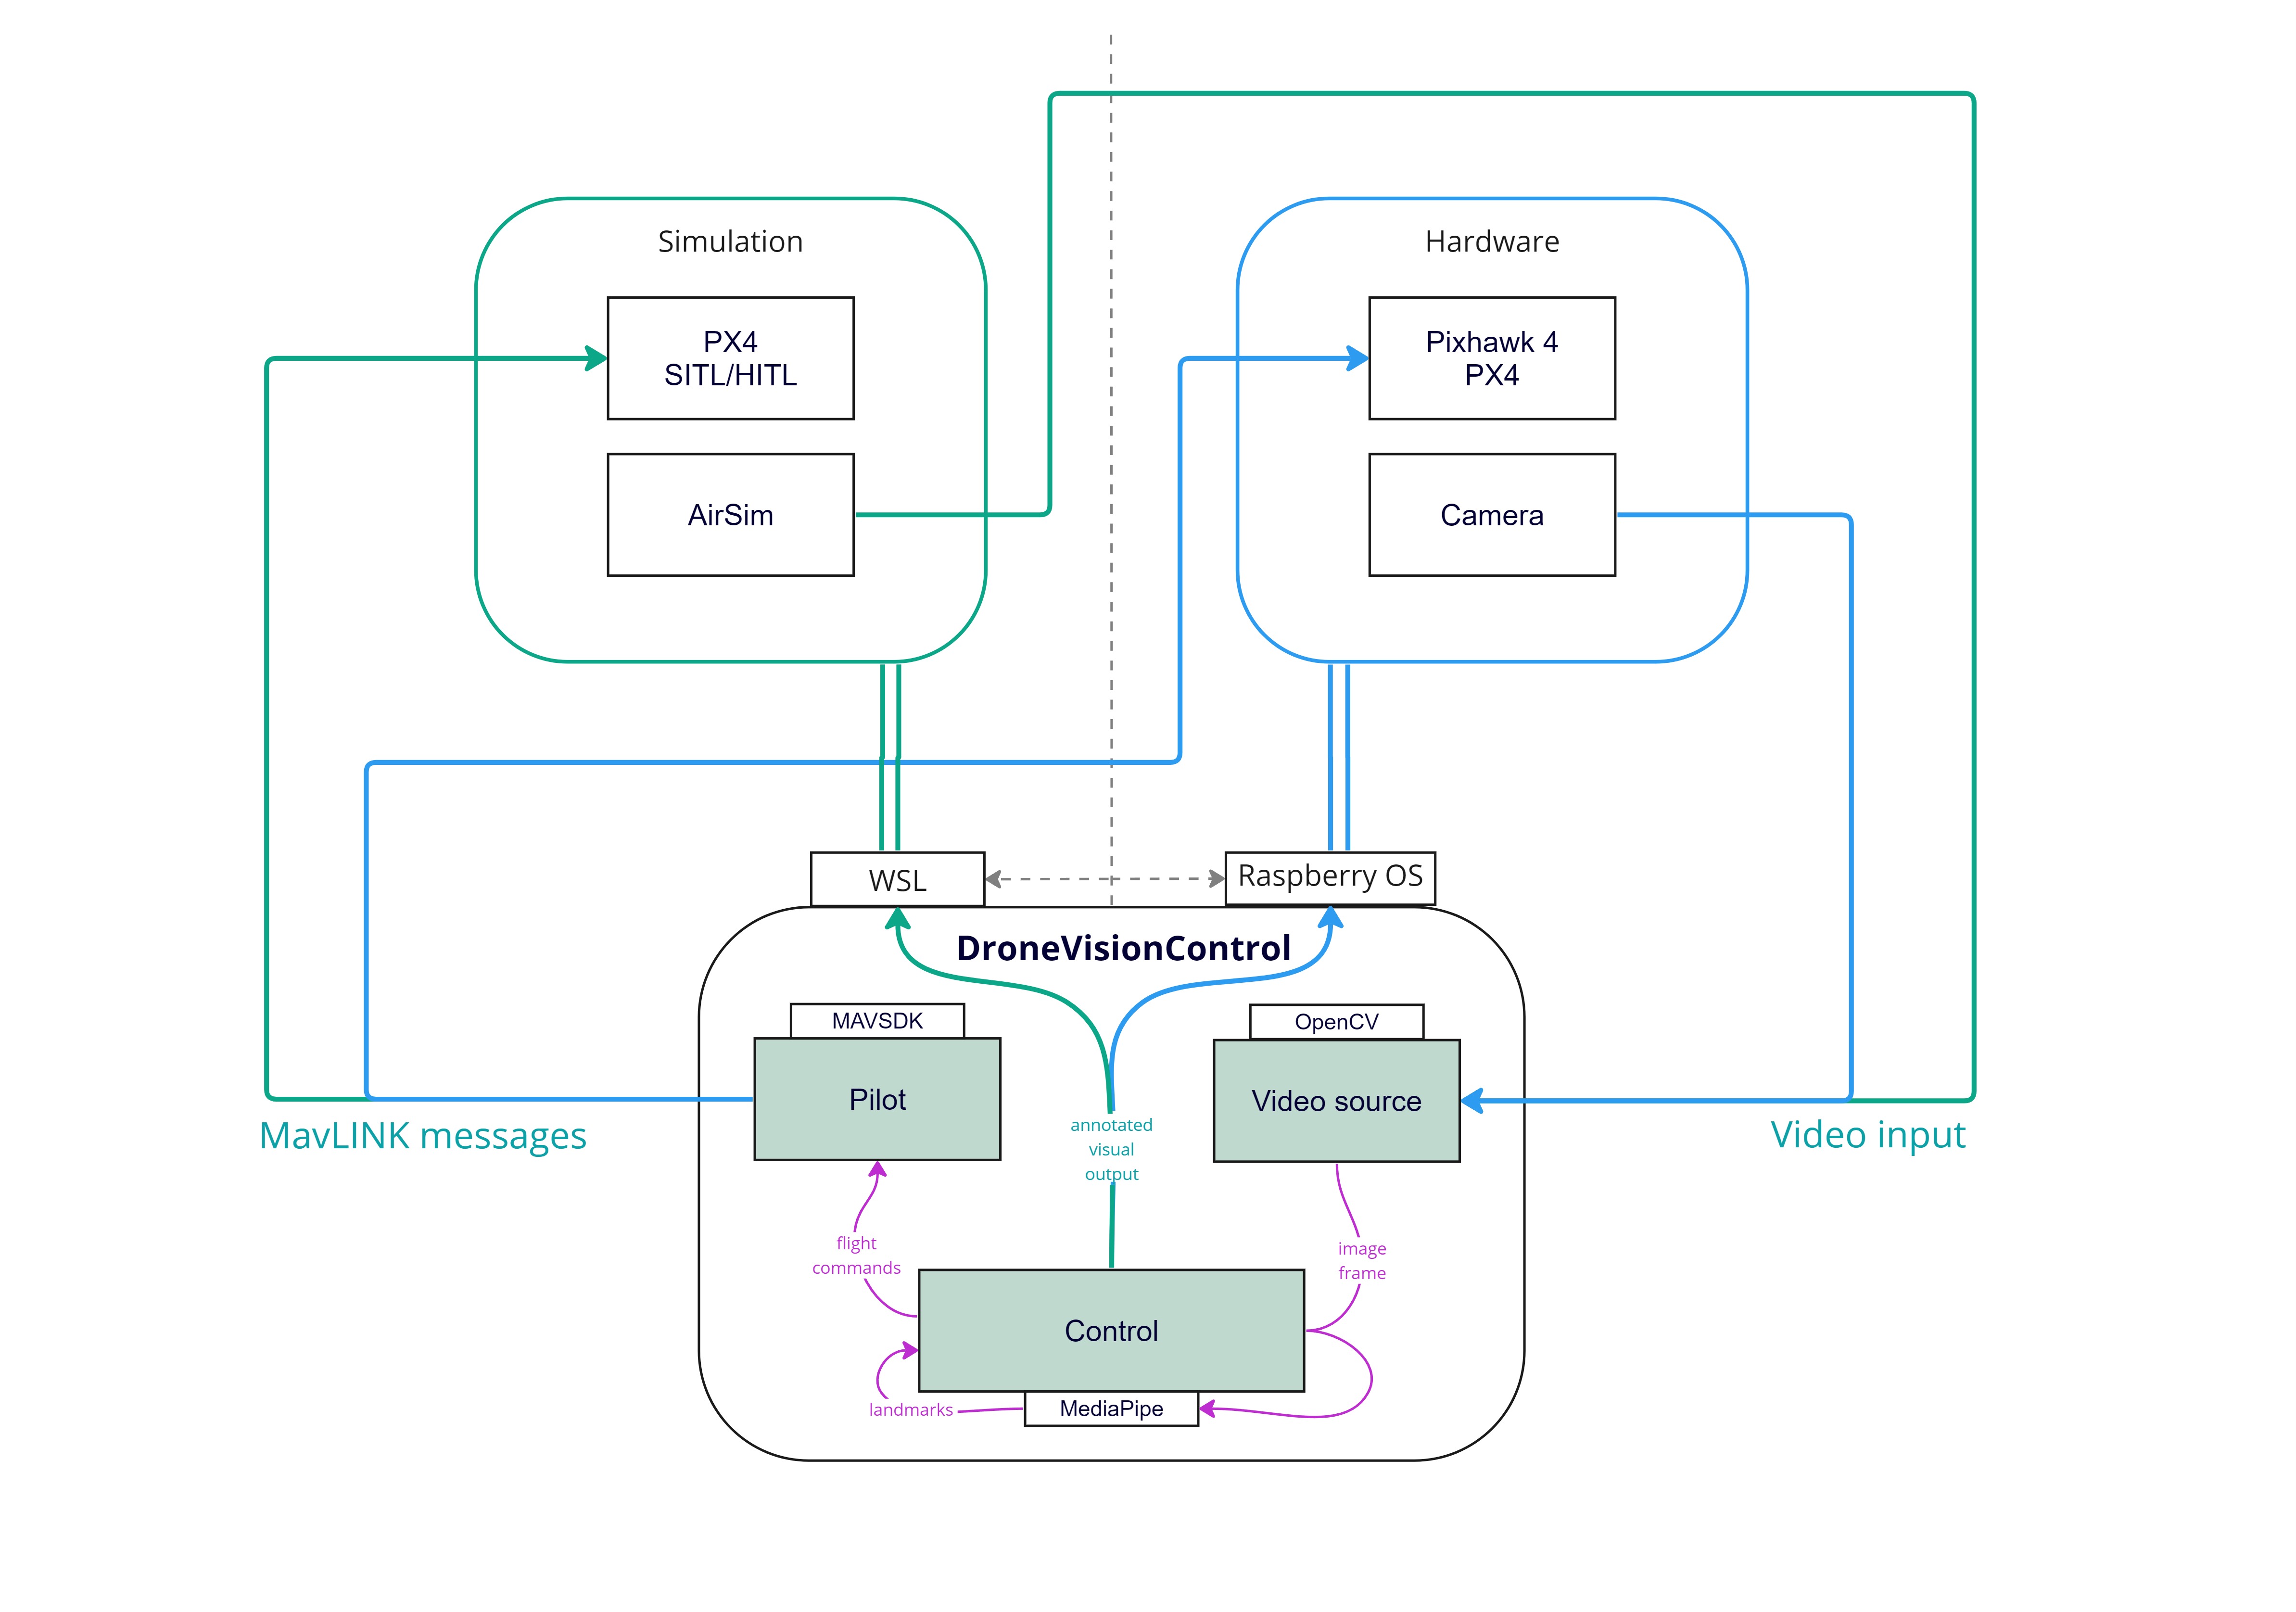 Simulation
PX4
SITL/HITL
AirSim
Hardware
Pixhawk 4
PX4
Camera
WSL
Raspberry OS
DroneVisionControl
MAVSDK
Pilot
OpenCV
Video source
MavLINK messages
Video input
annotated
visual
output
flight
commands
image
frame
Control
landmarks
MediaPipe